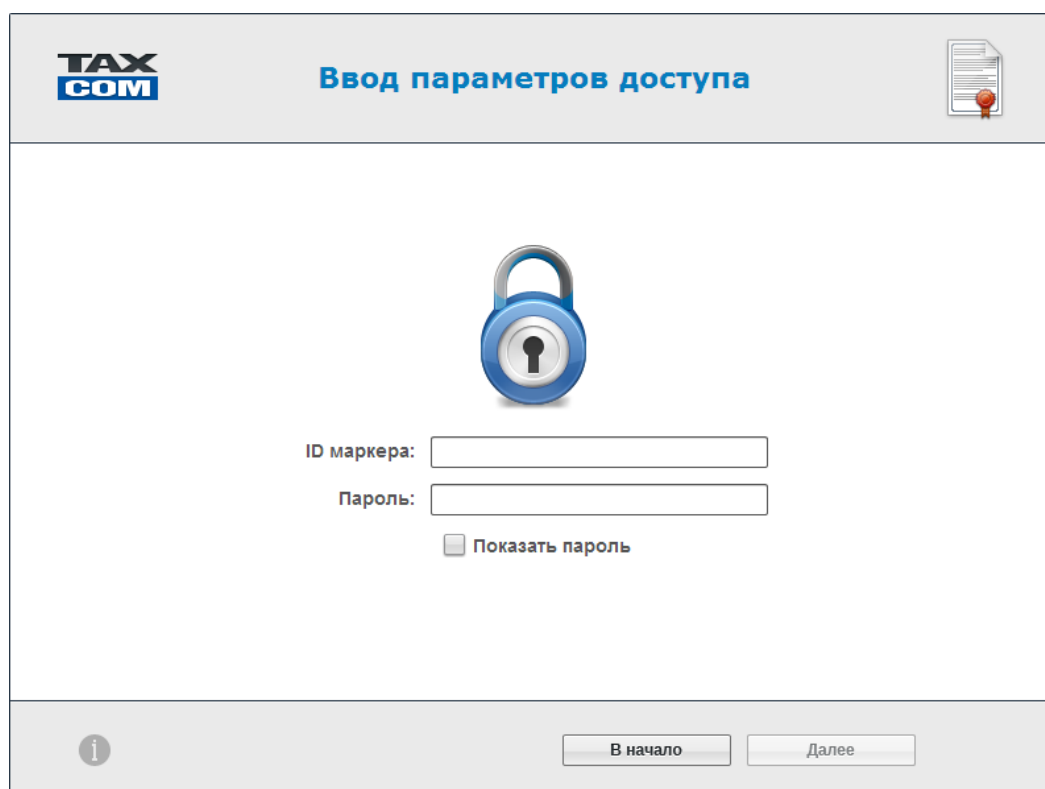 TAX
COM
Ввод параметров доступа
ID маркера:
Пароль:
Показать пароль
В начало
Далее